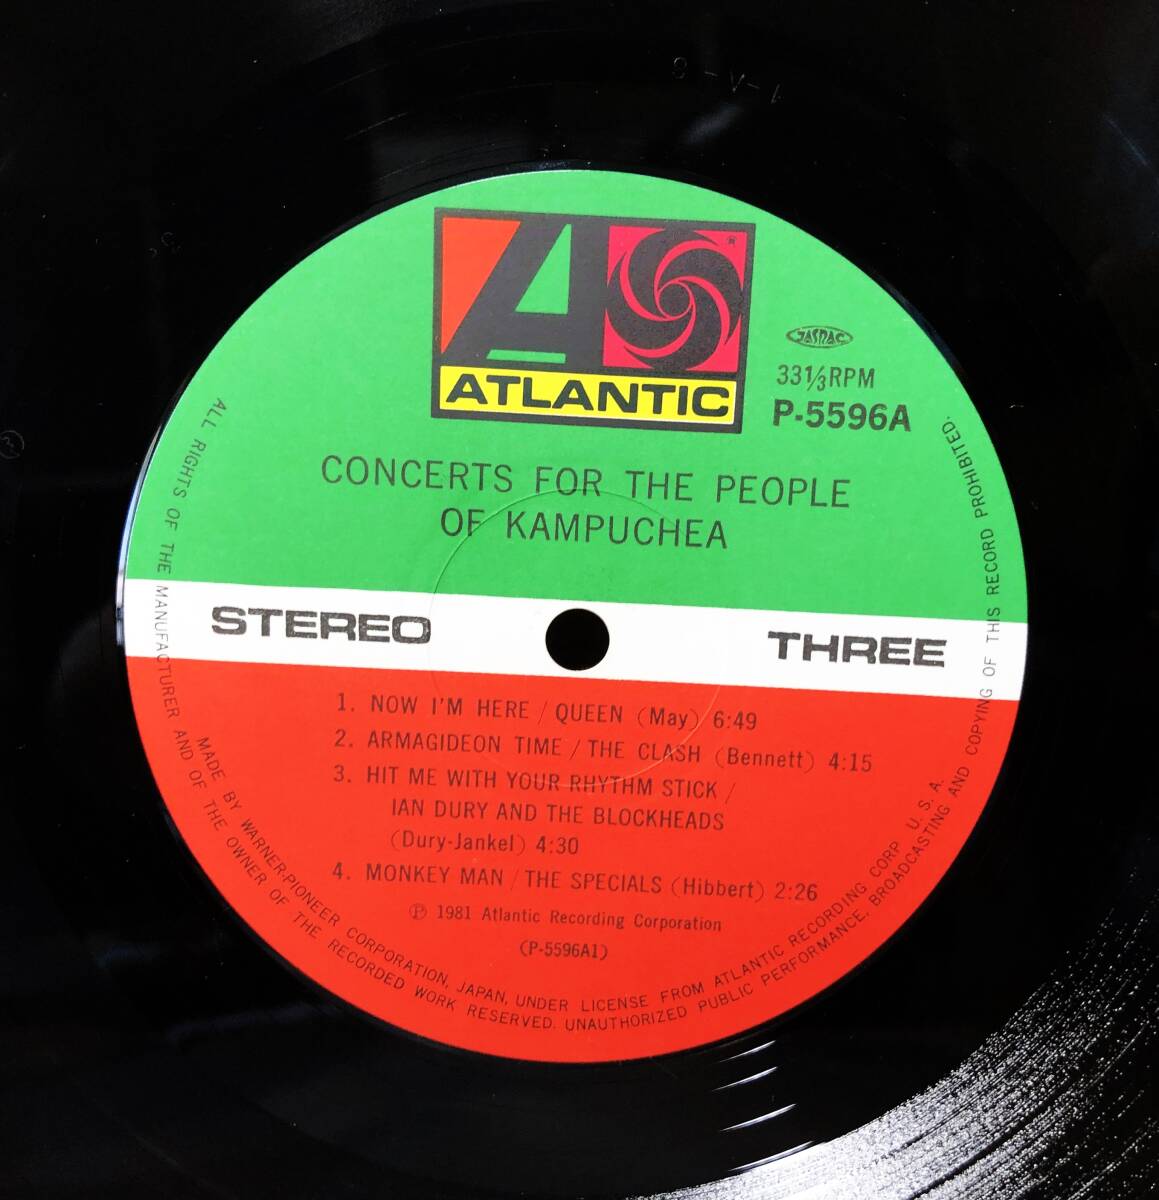 ATLANTIC
®
JASRAC
33 1/3 RPM
P-5596A
CONCERTS FOR THE PEOPLE
OF KAMPUCHEA
STEREO
THREE
1. NOW I'M HERE / QUEEN (May) 6:49
2. ARMAGIDEON TIME / THE CLASH (Bennett) 4:15
3. HIT ME WITH YOUR RHYTHM STICK /
IAN DURY AND THE BLOCKHEADS
(Dury-Jankel) 4:30
4. MONKEY MAN / THE SPECIALS (Hibbert) 2:26
Ⓟ 1981 Atlantic Recording Corporation
(P-5596A1)
MADE BY WARNER-PIONEER CORPORATION, JAPAN, UNDER LICENSE FROM ATLANTIC RECORDING CORP U. S. A.
ALL RIGHTS OF THE MANUFACTURER AND OF THE OWNER OF THE RECORDED WORK RESERVED. UNAUTHORIZED PUBLIC PERFORMANCE, BROADCASTING AND COPYING OF THIS RECORD PROHIBITED.